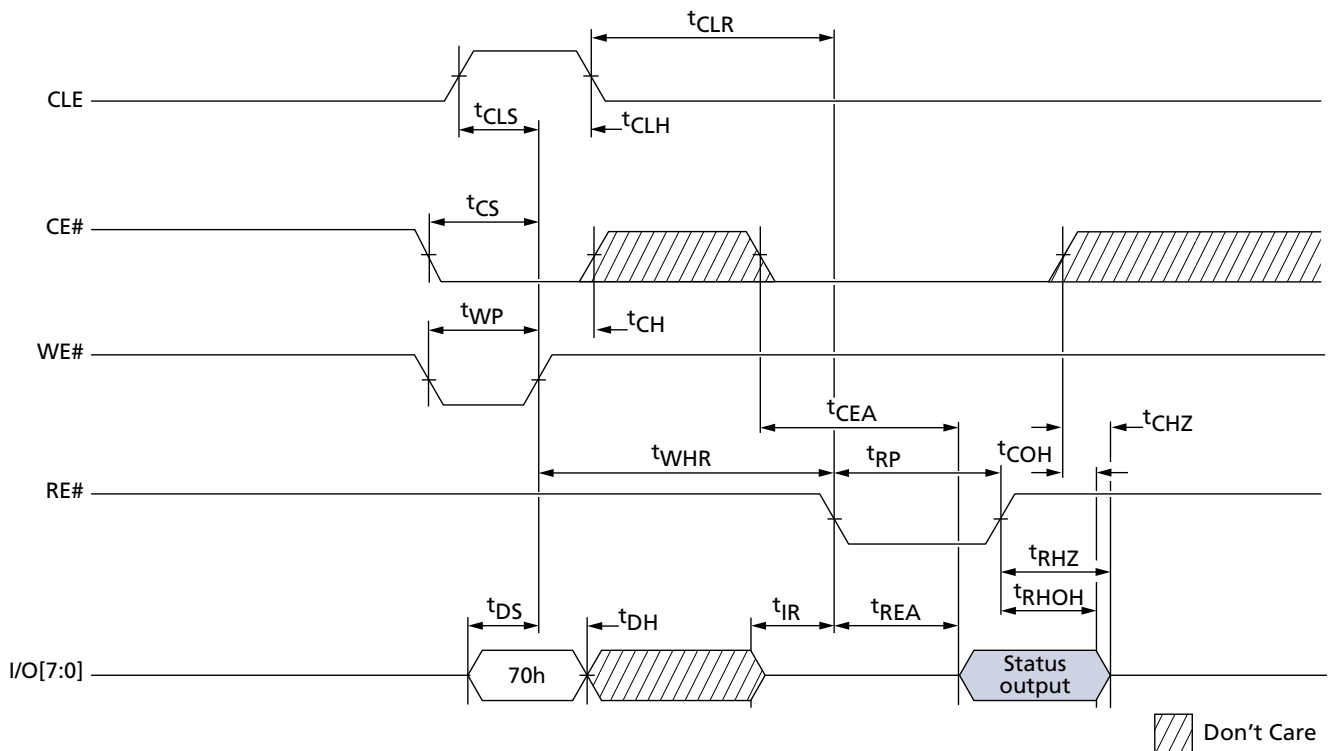 tCLR
CLE
tCLS
tCLH
tCS
CE#
tWP
tCH
WE#
tCEA
tCHZ
tWHR
tRP
tCOH
RE#
tRHZ
tDS
tDH
tIR
tREA
tRHOH
I/O[7:0]
70h
Status
output
Don't Care